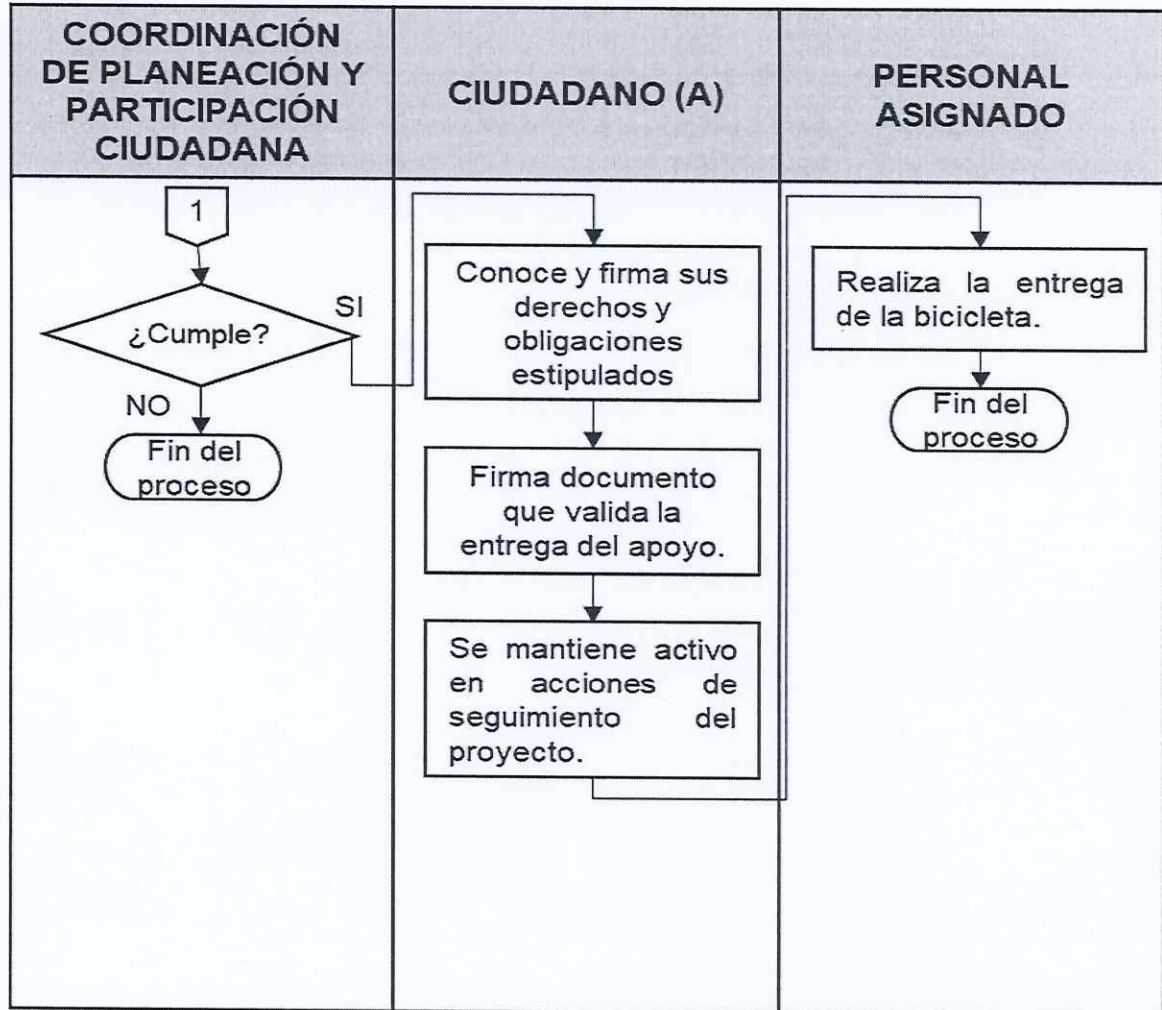 COORDINACIÓN
DE PLANEACIÓN Y
PARTICIPACIÓN
CIUDADANA
CIUDADANO (A)
PERSONAL
ASIGNADO
1
¿Cumple?
SI
NO
Fin del
proceso
Conoce y firma sus
derechos y
obligaciones
estipulados
Firma documento
que valida la
entrega del apoyo.
Se mantiene activo
en acciones de
seguimiento del
proyecto.
Realiza la entrega
de la bicicleta.
Fin del
proceso